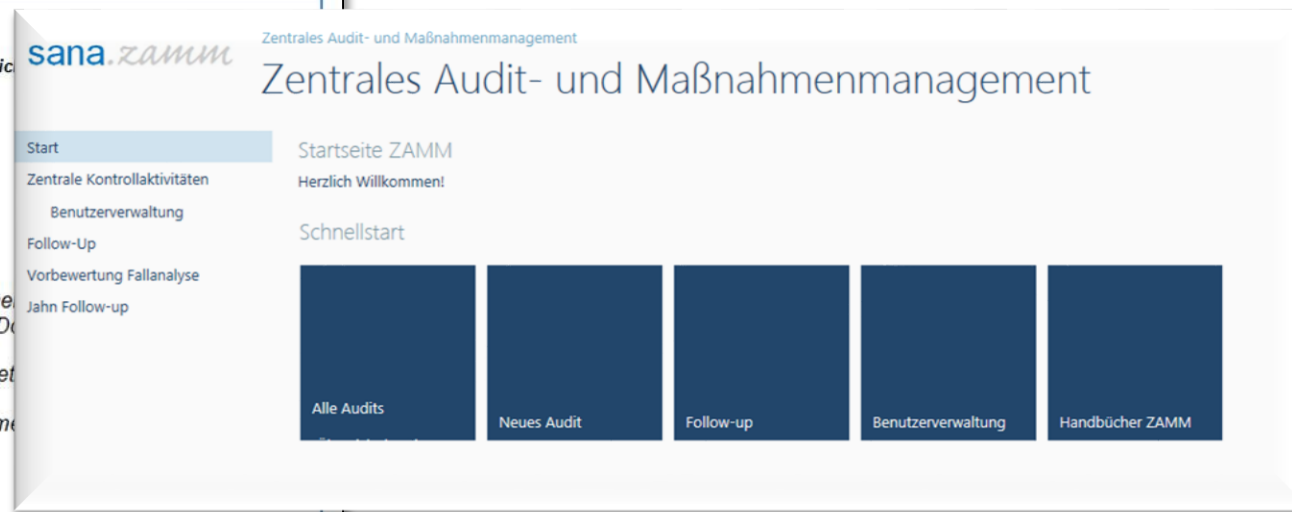 sana.zamm
Zentrales Audit- und Maßnahmenmanagement
Zentrales Audit- und Maßnahmenmanagement
Start
Zentrale Kontrollaktivitäten
Benutzerverwaltung
Follow-Up
Vorbewertung Fallanalyse
Jahn Follow-up
Startseite ZAMM
Herzlich Willkommen!
Schnellstart
Alle Audits
Neues Audit
Follow-up
Benutzerverwaltung
Handbücher ZAMM